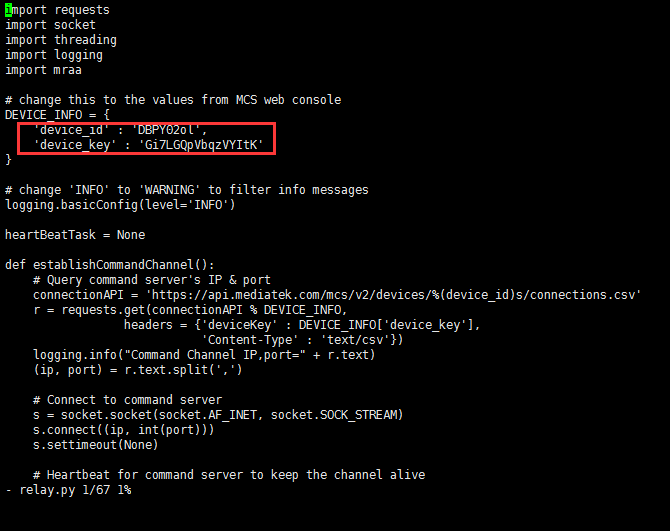 import requests
import socket
import threading
import logging
import mraa

# change this to the values from MCS web console
DEVICE_INFO = {
    'device_id' : 'DBPY02ol',
    'device_key' : 'Gi7LGQpVbqzVYItK'
}

# change 'INFO' to 'WARNING' to filter info messages
logging.basicConfig(level='INFO')

heartBeatTask = None

def establishCommandChannel():
    # Query command server's IP & port
    connectionAPI = 'https://api.mediatek.com/mcs/v2/devices/%(device_id)s/connections.csv'
    r = requests.get(connectionAPI % DEVICE_INFO,
                 headers = {'deviceKey' : DEVICE_INFO['device_key'],
                            'Content-Type' : 'text/csv'})
    logging.info("Command Channel IP,port=" + r.text)
    (ip, port) = r.text.split(',')

    # Connect to command server
    s = socket.socket(socket.AF_INET, socket.SOCK_STREAM)
    s.connect((ip, int(port)))
    s.settimeout(None)

    # Heartbeat for command server to keep the channel alive
- relay.py 1/67 1%